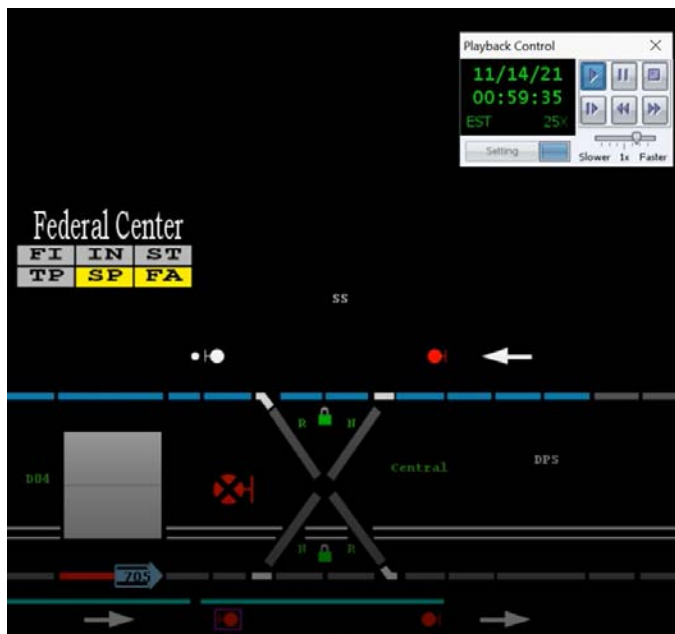 Playback Control
11/14/21
00:59:35
EST 25X
Setting
Slower 1x Faster
Federal Center
FI IN ST
TP SP FA
SS
R N
Central
DPS
D04
N R
705